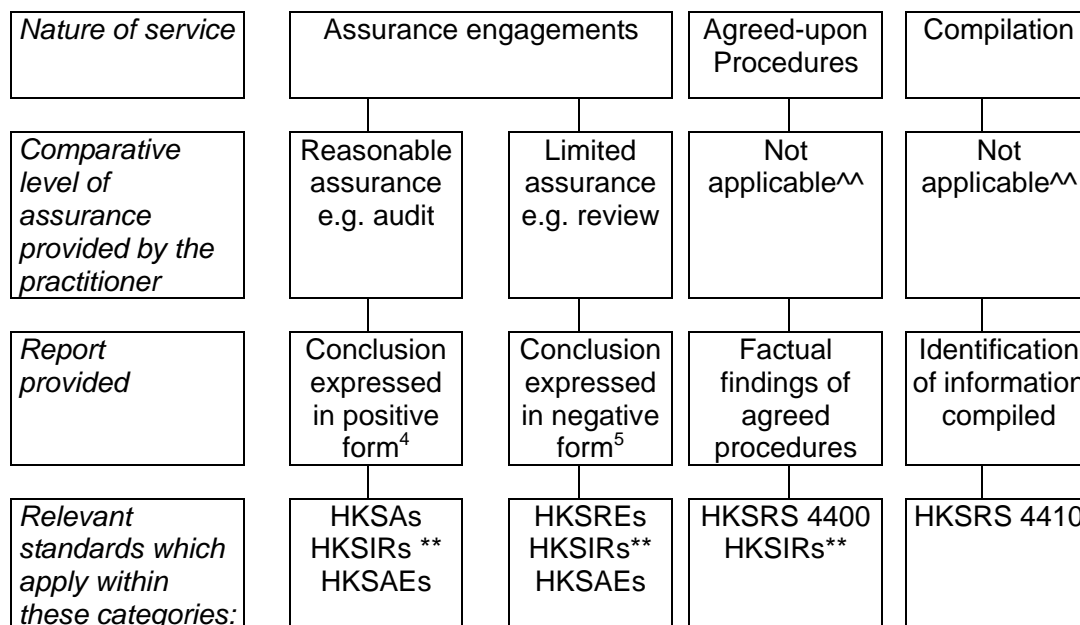 Nature of service
Assurance engagements
Agreed-upon
Procedures
Compilation
Comparative
level of
assurance
provided by the
practitioner
Reasonable
assurance
e.g. audit
Limited
assurance
e.g. review
Not
applicable^^
Not
applicable^^
Report
provided
Conclusion
expressed
in positive
form4
Conclusion
expressed
in negative
form5
Factual
findings of
agreed
procedures
Identification
of information
compiled
Relevant
standards which
apply within
these categories:
HKSAs
HKSIRs **
HKSAEs
HKSREs
HKSIRs**
HKSAEs
HKSRS 4400
HKSIRs**
HKSRS 4410